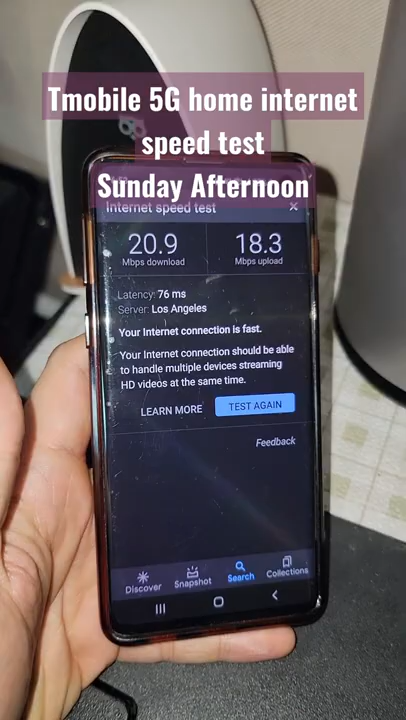 Tmobile 5G home internet
speed test
Sunday Afternoon
Internet speed test ×
20.9 18.3
Mbps download Mbps upload
Latency: 76 ms
Server: Los Angeles
Your Internet connection is fast.
Your Internet connection should be able
to handle multiple devices streaming
HD videos at the same time.
LEARN MORE TEST AGAIN
Feedback
Discover Snapshot Search Collections